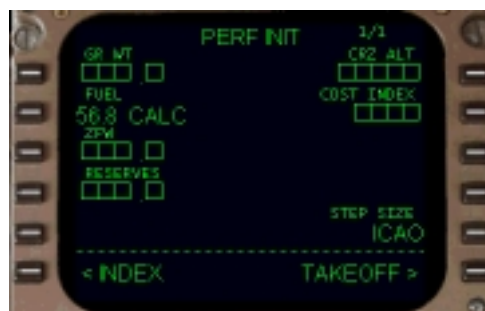 PERF INIT 1/1
GR WT CRZ ALT
FUEL COST INDEX
56.8 CALC
ZFW
RESERVES
STEP SIZE
ICAO
< INDEX TAKEOFF >